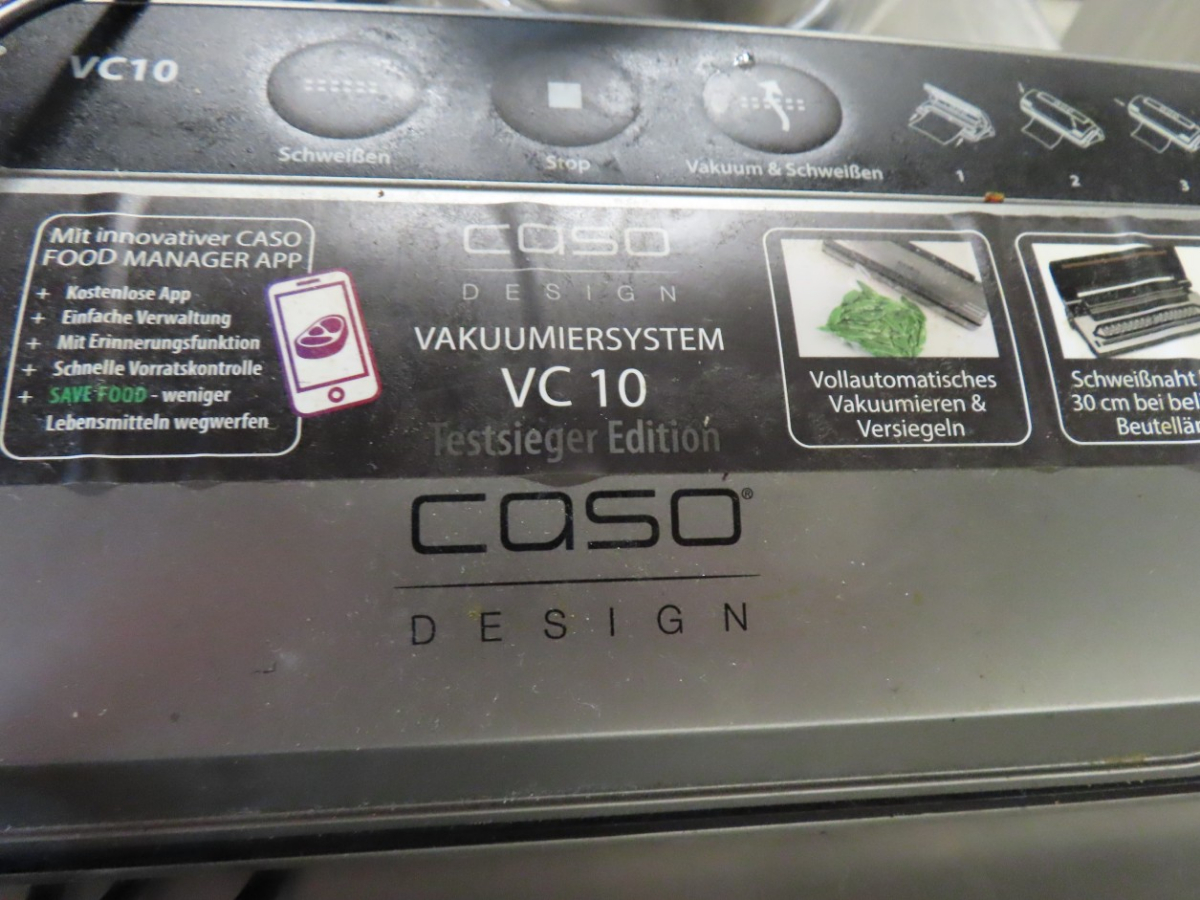 VC10
Schweißen
Stop
Vakuum & Schweißen
1
2
3
Mit innovativer CASO
FOOD MANAGER APP
+ Kostenlose App
+ Einfache Verwaltung
+ Mit Erinnerungsfunktion
+ Schnelle Vorratskontrolle
+ SAVE FOOD - weniger
Lebensmitteln wegwerfen
caso
DESIGN
VAKUUMIERSYSTEM
VC 10
Testsieger Edition
Vollautomatisches
Vakuumieren &
Versiegeln
Schweißnaht
30 cm bei bel
Beutellä
caso®
DESIGN